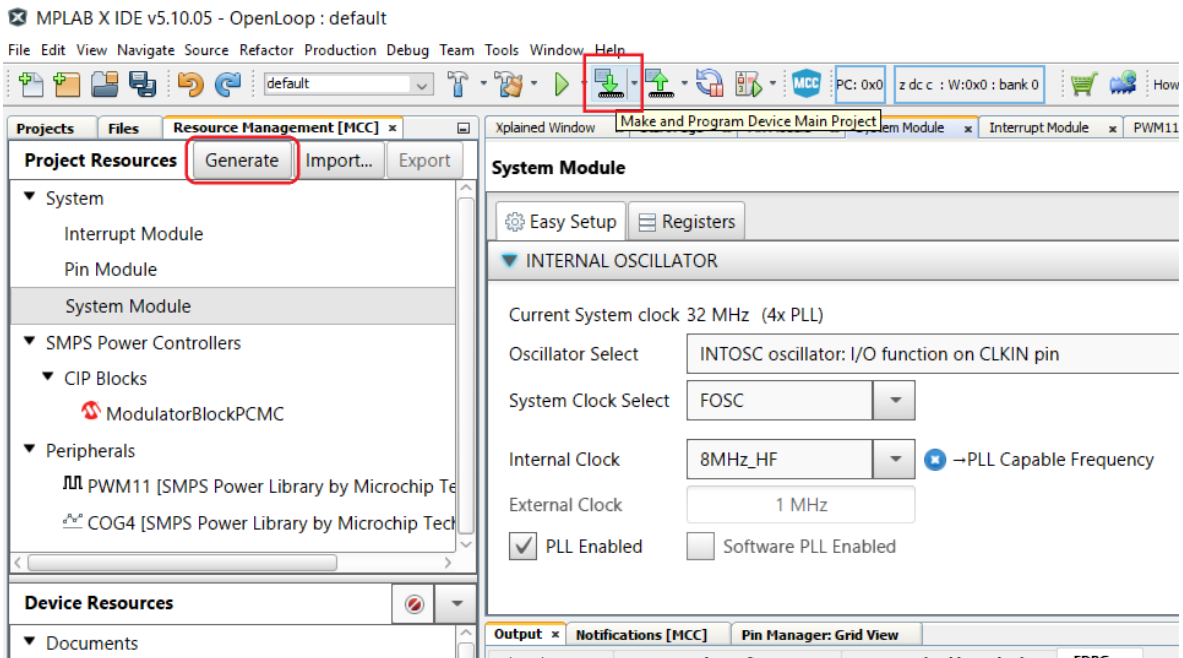 MPLAB X IDE v5.10.05 - OpenLoop : default
File Edit View Navigate Source Refactor Production Debug Team Tools Window Help
default
MCC
PC: 0x0
z dc c : W:0x0 : bank 0
How
Make and Program Device Main Project
Projects
Files
Resource Management [MCC]
Xplained Window
Module
Interrupt Module
PWM11
Project Resources
Generate
Import...
Export
System
Interrupt Module
Pin Module
System Module
SMPS Power Controllers
CIP Blocks
ModulatorBlockPCMC
Peripherals
PWM11 [SMPS Power Library by Microchip Te
COG4 [SMPS Power Library by Microchip Tech
Device Resources
Documents
System Module
Easy Setup
Registers
INTERNAL OSCILLATOR
Current System clock 32 MHz (4x PLL)
Oscillator Select
INTOSC oscillator: I/O function on CLKIN pin
System Clock Select
FOSC
Internal Clock
8MHz_HF
→PLL Capable Frequency
External Clock
1 MHz
PLL Enabled
Software PLL Enabled
Output
Notifications [MCC]
Pin Manager: Grid View